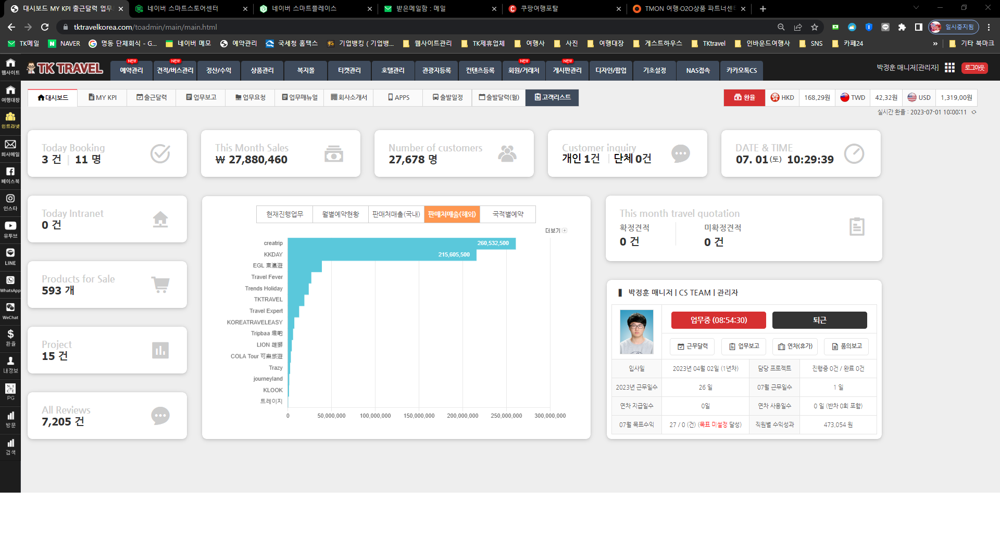 대시보드 MY KPI 출근달력 업무
네이버 스마트스토어센터
네이버 스마트플레이스
받은메일함 : 메일
쿠팡여행포탈
TMON 여행·O2O상품 파트너센터
tktravelkorea.com/toadmin/main/main.html
일시중지됨
TK메일
NAVER
명동 단체회식 - G...
네이버 메모
예약관리
국세청 홈택스
기업뱅킹 ( 기업뱅...
웹사이트관리
TK제휴업체
여행사
사진
여행대장
게스트하우스
TKtravel
인바운드여행사
SNS
카페24
»
기타 북마크
웹사이트
여행대장
인트라넷
회사메일
페이스북
인스타
유투브
LINE
WhatsApp
WeChat
환율
내정보
PG
방문
검색
TK TRAVEL
NEW
NEW
NEW
NEW
예약관리
견적/버스관리
정산/수익
상품관리
복지몰
티켓관리
호텔관리
관광지등록
컨텐츠등록
회원/거래처
게시판관리
디자인/팝업
기초설정
NAS접속
카카오톡CS
박정훈 매니저[관리자]
로그아웃
대시보드
MY KPI
출근달력
업무보고
업무요청
업무매뉴얼
회사소개서
APPS
출발일정
출발달력(월)
고객리스트
환율
HKD
168,29원
TWD
42,32원
USD
1,319,00원
실시간 환율 : 2023-07-01 10:00:11
Today Booking
3 건 | 11 명
This Month Sales
₩ 27,880,460
Number of customers
27,678 명
Customer inquiry
개인 1건 | 단체 0건
DATE & TIME
07. 01(토) 10:29:39
Today Intranet
0 건
Products for Sale
593 개
Project
15 건
All Reviews
7,205 건
현재진행업무
월별예약현황
판매처매출(국내)
판매처매출(해외)
국적별예약
더보기
creatrip
260,532,500
KKDAY
215,605,500
EGL 東瀛遊
Travel Fever
Trends Holiday
TKTRAVEL
Travel Expert
KOREATRAVELEASY
Tripbaa 趣吧
LION 雄獅
COLA Tour 可樂旅遊
Trazy
journeyland
KLOOK
트레이지
0
50,000,000
100,000,000
150,000,000
200,000,000
250,000,000
300,000,000
This month travel quotation
확정견적
미확정견적
0 건
0 건
박정훈 매니저 | CS TEAM | 관리자
업무중 (08:54:30)
퇴근
근무달력
업무보고
연차(휴가)
품의보고
입사일
2023년 04월 02일 (1년차)
담당 프로젝트
진행중 0건 / 완료 0건
2023년 근무일수
26 일
07월 근무일수
1 일
연차 지급일수
0일
연차 사용일수
0 일 (반차 0회 포함)
07월 목표수익
27 / 0 (건) (목표 미설정 달성)
직원별 수익성과
473,054 원